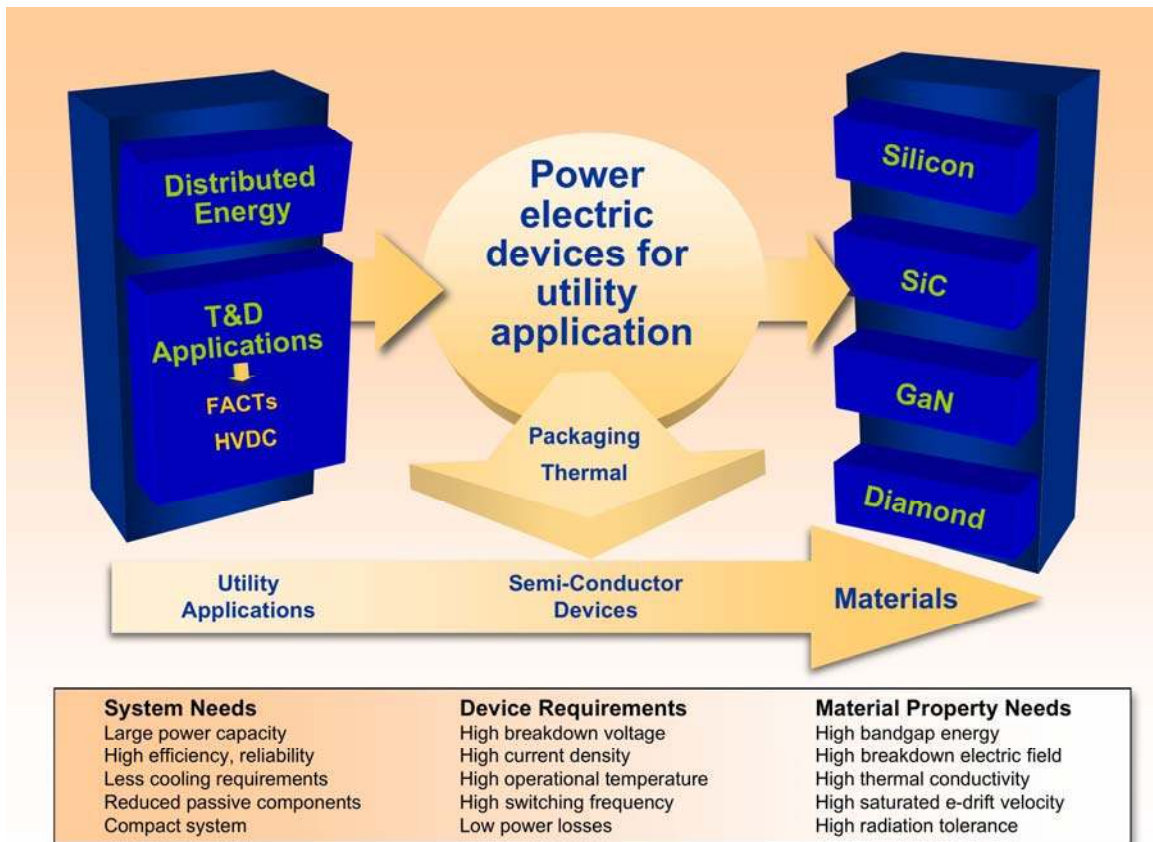 Distributed
Energy
T&D
Applications
FACTs
HVDC
Power
electric
devices for
utility
application
Packaging
Thermal
Silicon
SiC
GaN
Diamond
Utility
Applications
Semi-Conductor
Devices
Materials
System Needs
Large power capacity
High efficiency, reliability
Less cooling requirements
Reduced passive components
Compact system
Device Requirements
High breakdown voltage
High current density
High operational temperature
High switching frequency
Low power losses
Material Property Needs
High bandgap energy
High breakdown electric field
High thermal conductivity
High saturated e-drift velocity
High radiation tolerance